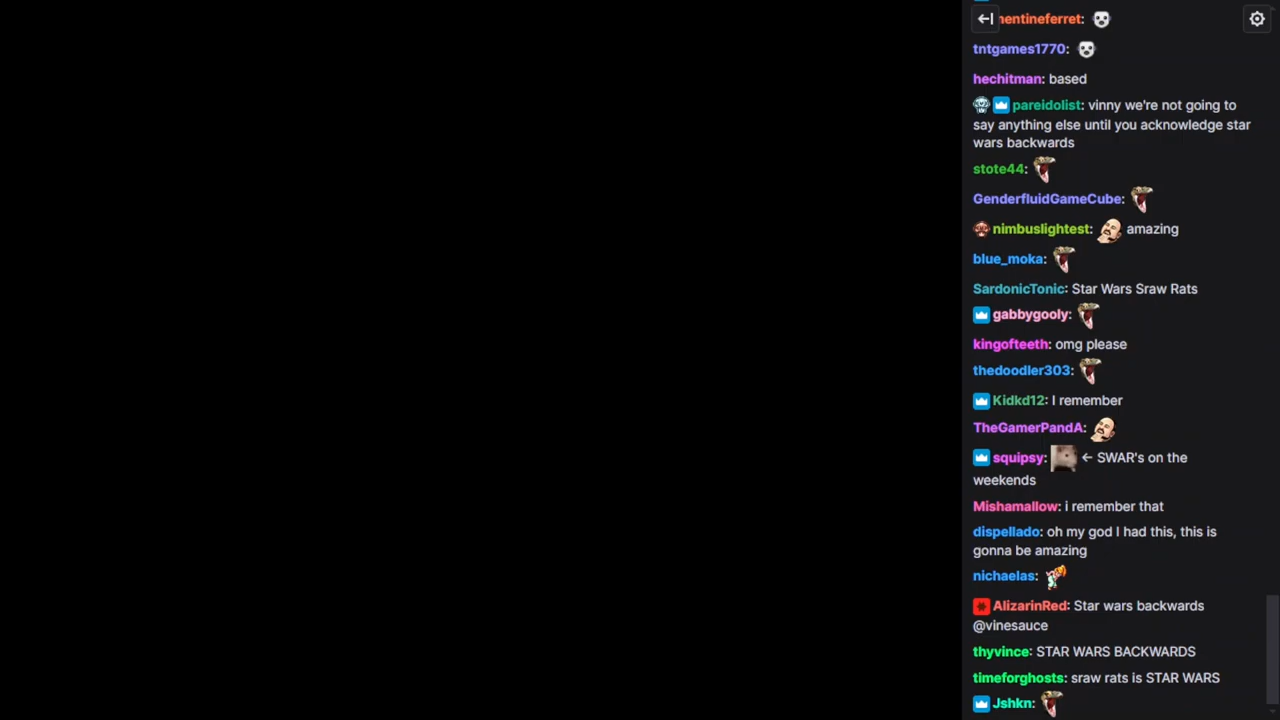 nentineferret:
tntgames1770:
hechitman: based
pareidolist: vinny we're not going to
say anything else until you acknowledge star
wars backwards
stote44:
GenderfluidGameCube:
nimbuslightest: amazing
blue_moka:
SardonicTonic: Star Wars Sraw Rats
gabbygooly:
kingofteeth: omg please
thedoodler303:
Kidkd12: I remember
TheGamerPandA:
squipsy: ← SWAR's on the
weekends
Mishamallow: i remember that
dispellado: oh my god I had this, this is
gonna be amazing
nichaelas:
AlizarinRed: Star wars backwards
@vinesauce
thyvince: STAR WARS BACKWARDS
timeforghosts: sraw rats is STAR WARS
Jshkn: